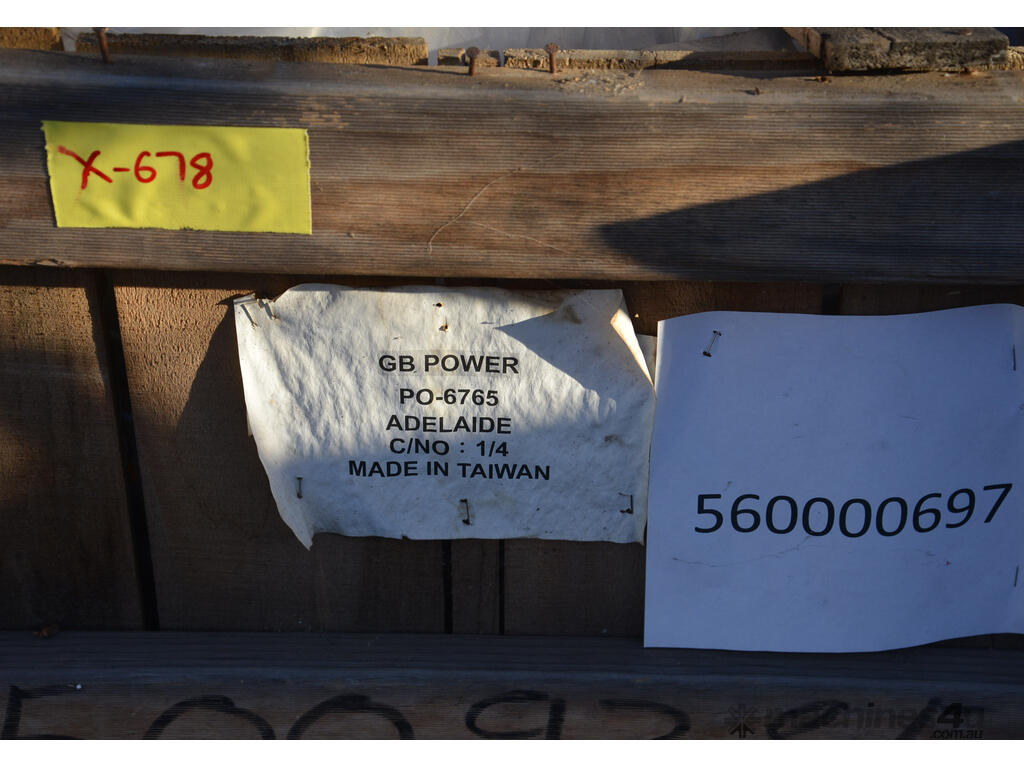 X-678
GB POWER
PO-6765
ADELAIDE
C/NO : 1/4
MADE IN TAIWAN
560000697
machines4u
.com.au